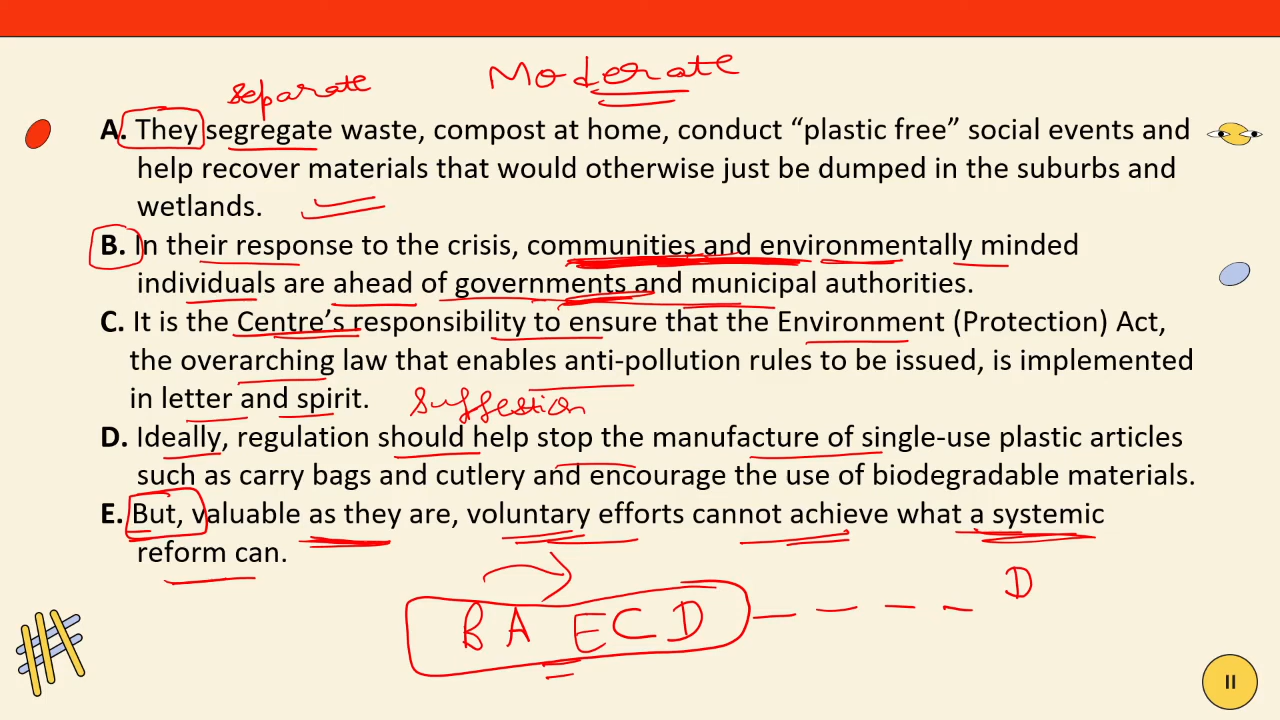 Moderate
separate
A. They segregate waste, compost at home, conduct “plastic free” social events and
help recover materials that would otherwise just be dumped in the suburbs and
wetlands.
B. In their response to the crisis, communities and environmentally minded
individuals are ahead of governments and municipal authorities.
C. It is the Centre’s responsibility to ensure that the Environment (Protection) Act,
the overarching law that enables anti-pollution rules to be issued, is implemented
in letter and spirit.
Suggestion
D. Ideally, regulation should help stop the manufacture of single-use plastic articles
such as carry bags and cutlery and encourage the use of biodegradable materials.
E. But, valuable as they are, voluntary efforts cannot achieve what a systemic
reform can.
D
B A E C D
11